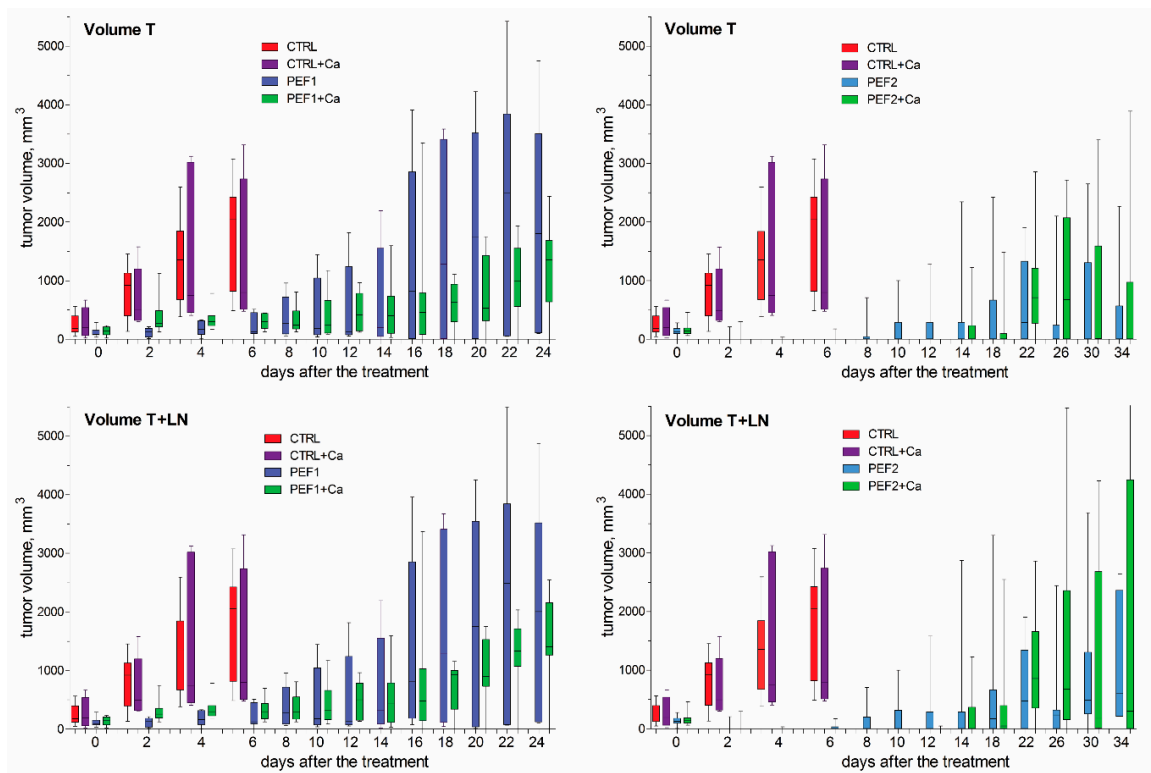 Volume T
CTRL
CTRL+Ca
PEF1
PEF1+Ca
tumor volume, mm3
5000
4000
3000
2000
1000
0
0 2 4 6 8 10 12 14 16 18 20 22 24
days after the treatment
Volume T
CTRL
CTRL+Ca
PEF2
PEF2+Ca
tumor volume, mm3
5000
4000
3000
2000
1000
0
0 2 4 6 8 10 12 14 18 22 26 30 34
days after the treatment
Volume T+LN
CTRL
CTRL+Ca
PEF1
PEF1+Ca
tumor volume, mm3
5000
4000
3000
2000
1000
0
0 2 4 6 8 10 12 14 16 18 20 22 24
days after the treatment
Volume T+LN
CTRL
CTRL+Ca
PEF2
PEF2+Ca
tumor volume, mm3
5000
4000
3000
2000
1000
0
0 2 4 6 8 10 12 14 18 22 26 30 34
days after the treatment